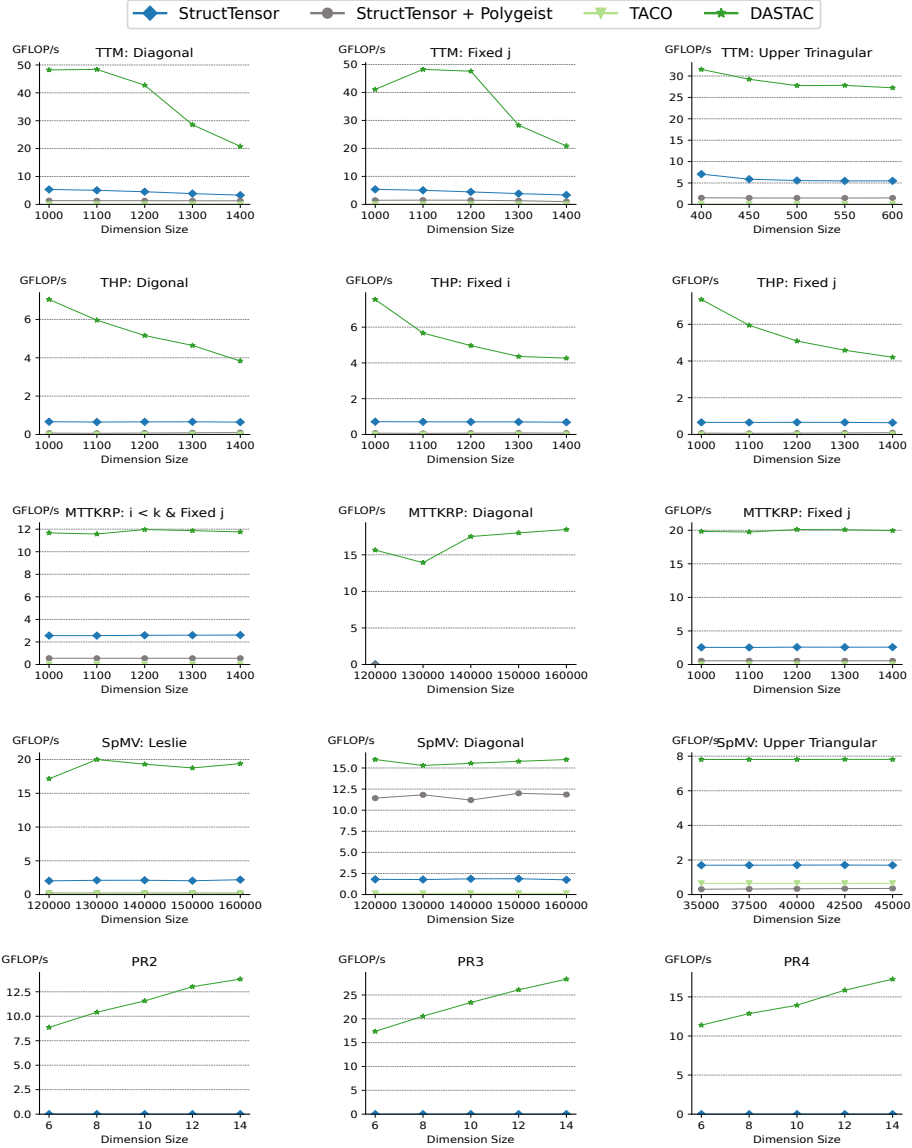 StructTensor StructTensor + Polygeist TACO DASTAC
GFLOP/s TTM: Diagonal GFLOP/s TTM: Fixed j GFLOP/s TTM: Upper Trinagular
50 50
30
40 40 25
30 30 20
20 20 15
10
10 10 5
0 0 0
1000 1100 1200 1300 1400 1000 1100 1200 1300 1400 400 450 500 550 600
Dimension Size Dimension Size Dimension Size
GFLOP/s THP: Digonal GFLOP/s THP: Fixed i GFLOP/s THP: Fixed j
6 6 6
4 4 4
2 2 2
0 0 0
1000 1100 1200 1300 1400 1000 1100 1200 1300 1400 1000 1100 1200 1300 1400
Dimension Size Dimension Size Dimension Size
GFLOP/s MTTKRP: i < k & Fixed j GFLOP/s MTTKRP: Diagonal GFLOP/s MTTKRP: Fixed j
12 20
10 15 15
8
6 10 10
4 5 5
2
0 0 0
1000 1100 1200 1300 1400 120000 130000 140000 150000 160000 1000 1100 1200 1300 1400
Dimension Size Dimension Size Dimension Size
GFLOP/s SpMV: Leslie GFLOP/s SpMV: Diagonal GFLOP/s SpMV: Upper Triangular
20 15.0 8
15 12.5 6
10.0
10 7.5 4
5 5.0 2
2.5
0 0.0 0
120000 130000 140000 150000 160000 120000 130000 140000 150000 160000 35000 37500 40000 42500 45000
Dimension Size Dimension Size Dimension Size
GFLOP/s PR2 GFLOP/s PR3 GFLOP/s PR4
12.5 25 15
10.0 20
7.5 15 10
5.0 10 5
2.5 5
0.0 0 0
6 8 10 12 14 6 8 10 12 14 6 8 10 12 14
Dimension Size Dimension Size Dimension Size